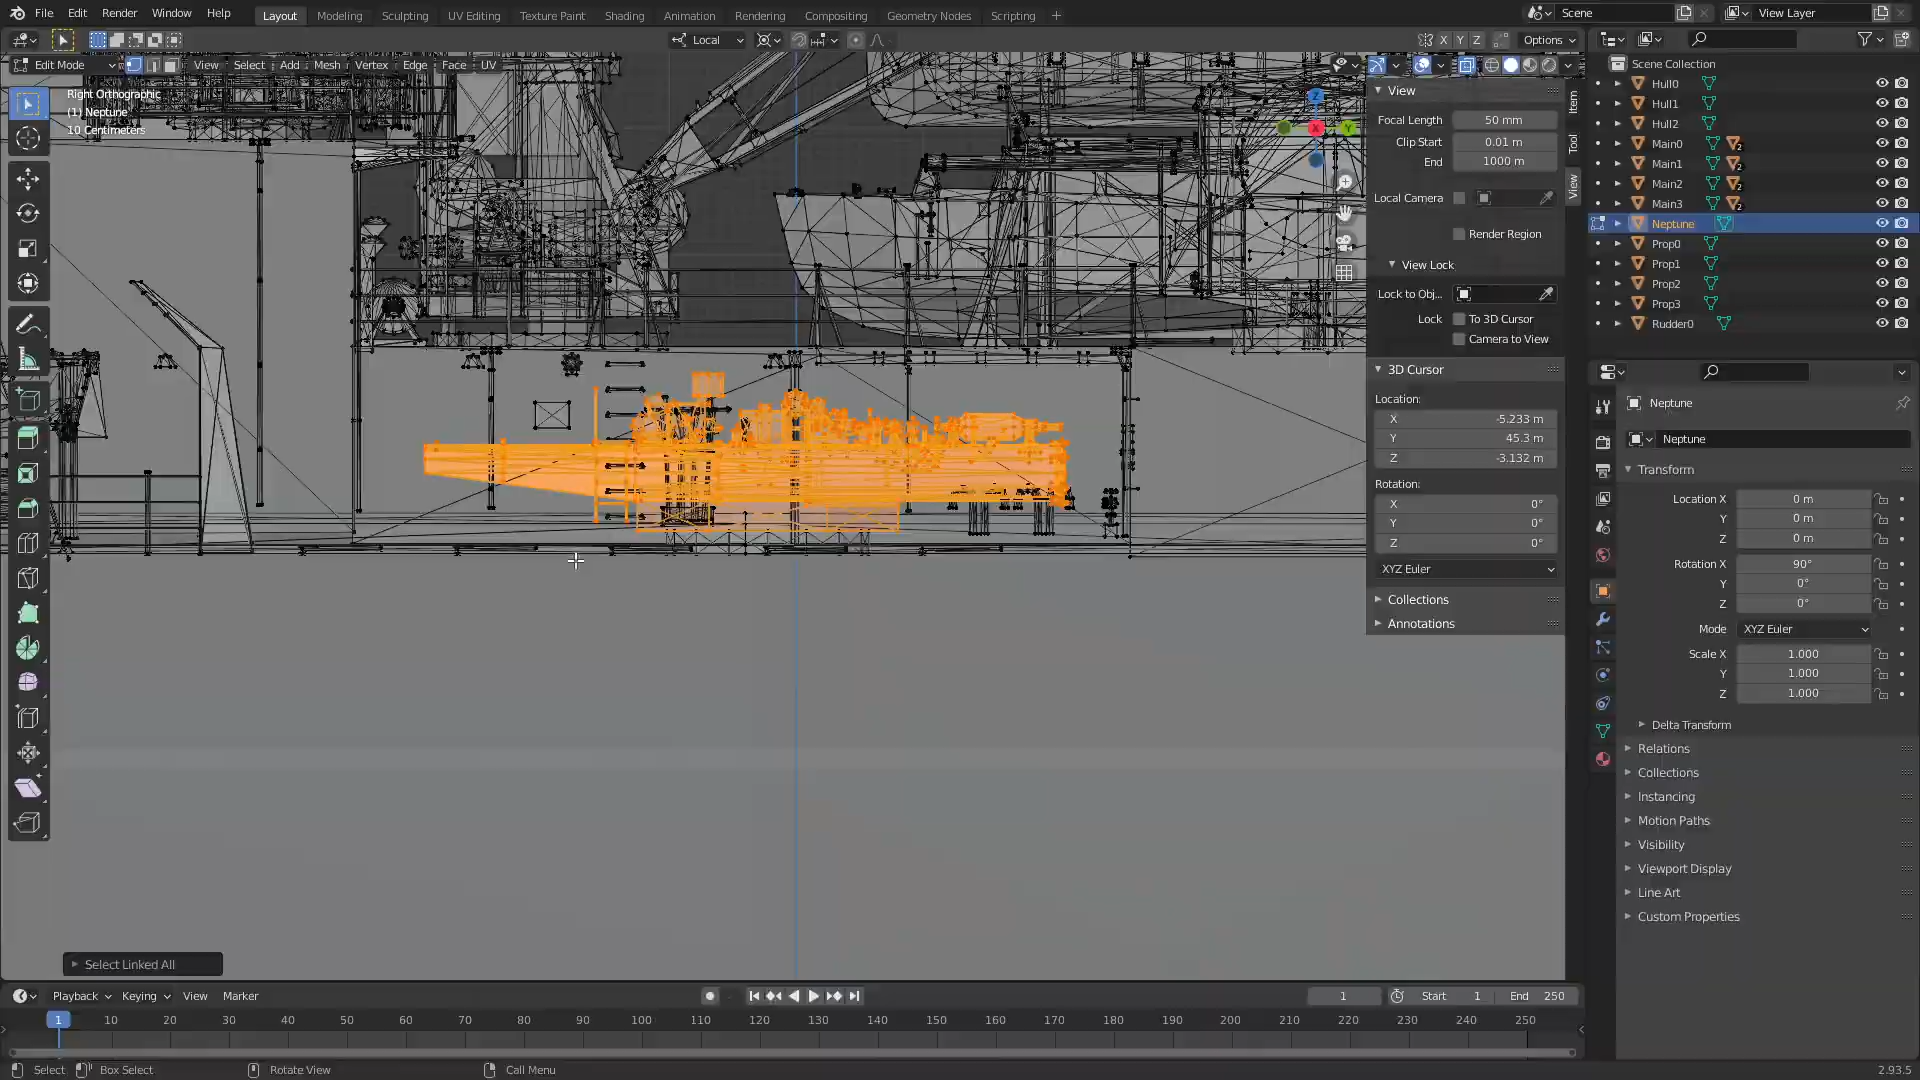 File Edit Render Window Help Layout Modeling Sculpting UV Editing Texture Paint Shading Animation Rendering Compositing Geometry Nodes Scripting + Scene View Layer
Local X Y Z Options
Edit Mode View Select Add Mesh Vertex Edge Face UV
Right Orthographic
(1) Neptune
10 Centimeters
Z
X
Y
View
Focal Length 50 mm
Clip Start 0.01 m
End 1000 m
Local Camera
Render Region
View Lock
Lock to Obj...
Lock To 3D Cursor
Camera to View
3D Cursor
Location:
X -5.233 m
Y 45.3 m
Z -3.132 m
Rotation:
X 0°
Y 0°
Z 0°
XYZ Euler
Collections
Annotations
Item
Tool
View
Scene Collection
Hull0
Hull1
Hull2
Main0 2
Main1 2
Main2 2
Main3 2
Neptune
Prop0
Prop1
Prop2
Prop3
Rudder0
Neptune
Neptune
Transform
Location X 0 m
Y 0 m
Z 0 m
Rotation X 90°
Y 0°
Z 0°
Mode XYZ Euler
Scale X 1.000
Y 1.000
Z 1.000
Delta Transform
Relations
Collections
Instancing
Motion Paths
Visibility
Viewport Display
Line Art
Custom Properties
Select Linked All
Playback Keying View Marker 1 Start 1 End 250
1 10 20 30 40 50 60 70 80 90 100 110 120 130 140 150 160 170 180 190 200 210 220 230 240 250
Select Box Select Rotate View Call Menu 2.93.5